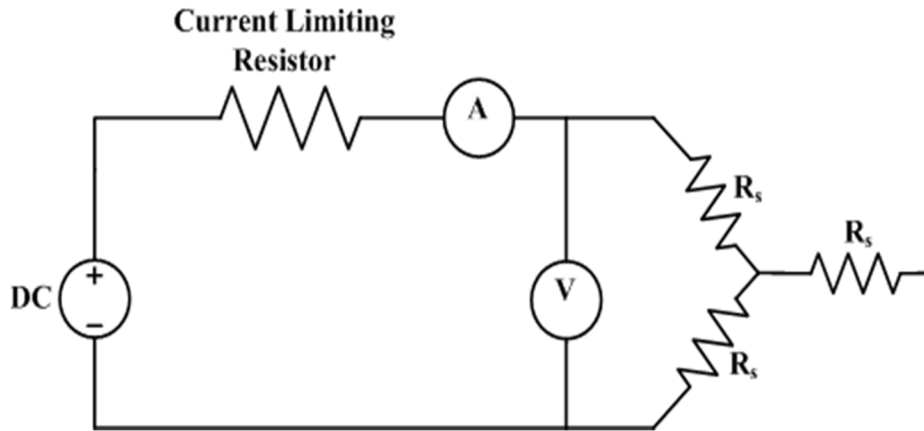 Current Limiting
Resistor
A
Rs
Rs
DC
+
V
−
Rs